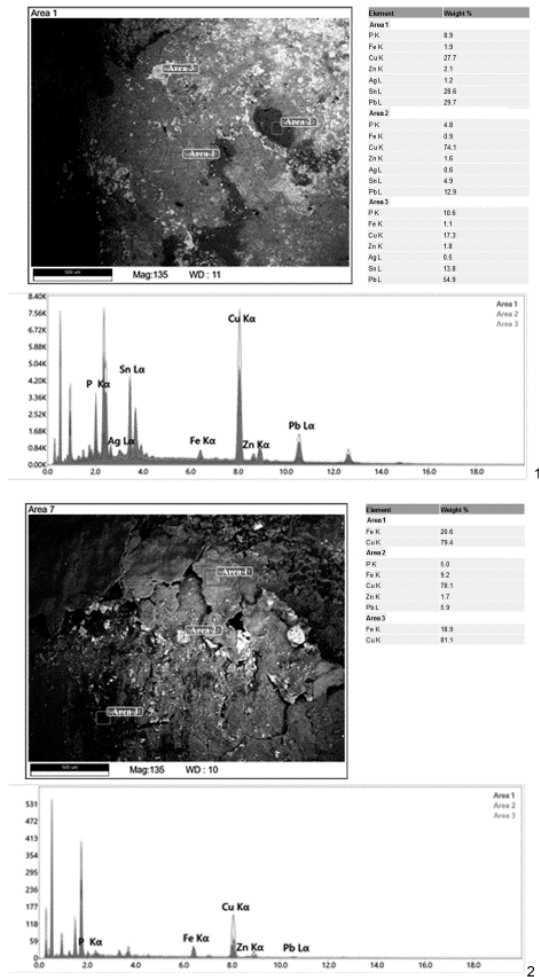 Area 1
Area-3
Area-2
Area-1
500 um Mag:135 WD : 11
Element Weight %
Area 1
P K 8.9
Fe K 1.9
Cu K 27.7
Zn K 2.1
Ag L 1.2
Sn L 28.6
Pb L 29.7
Area 2
P K 4.8
Fe K 0.9
Cu K 74.1
Zn K 1.6
Ag L 0.6
Sn L 4.9
Pb L 12.9
Area 3
P K 10.6
Fe K 1.1
Cu K 17.3
Zn K 1.8
Ag L 0.5
Sn L 13.8
Pb L 54.9
8.40K
7.56K
6.72K
5.88K
5.04K
4.20K
3.36K
2.52K
1.68K
0.84K
0.00K
Area 1
Area 2
Area 3
Cu Kα
Sn Lα
P Kα
Ag Lα
Fe Kα
Zn Kα
Pb Lα
0.0 2.0 4.0 6.0 8.0 10.0 12.0 14.0 16.0 18.0
1
Area 7
Area-1
Area-2
Area-3
500 um Mag:135 WD : 10
Element Weight %
Area 1
Fe K 20.6
Cu K 79.4
Area 2
P K 5.0
Fe K 9.2
Cu K 78.1
Zn K 1.7
Pb L 5.9
Area 3
Fe K 18.9
Cu K 81.1
531
472
413
354
295
236
177
118
59
0
Area 1
Area 2
Area 3
Cu Kα
P Kα
Fe Kα
Zn Kα
Pb Lα
0.0 2.0 4.0 6.0 8.0 10.0 12.0 14.0 16.0 18.0
2